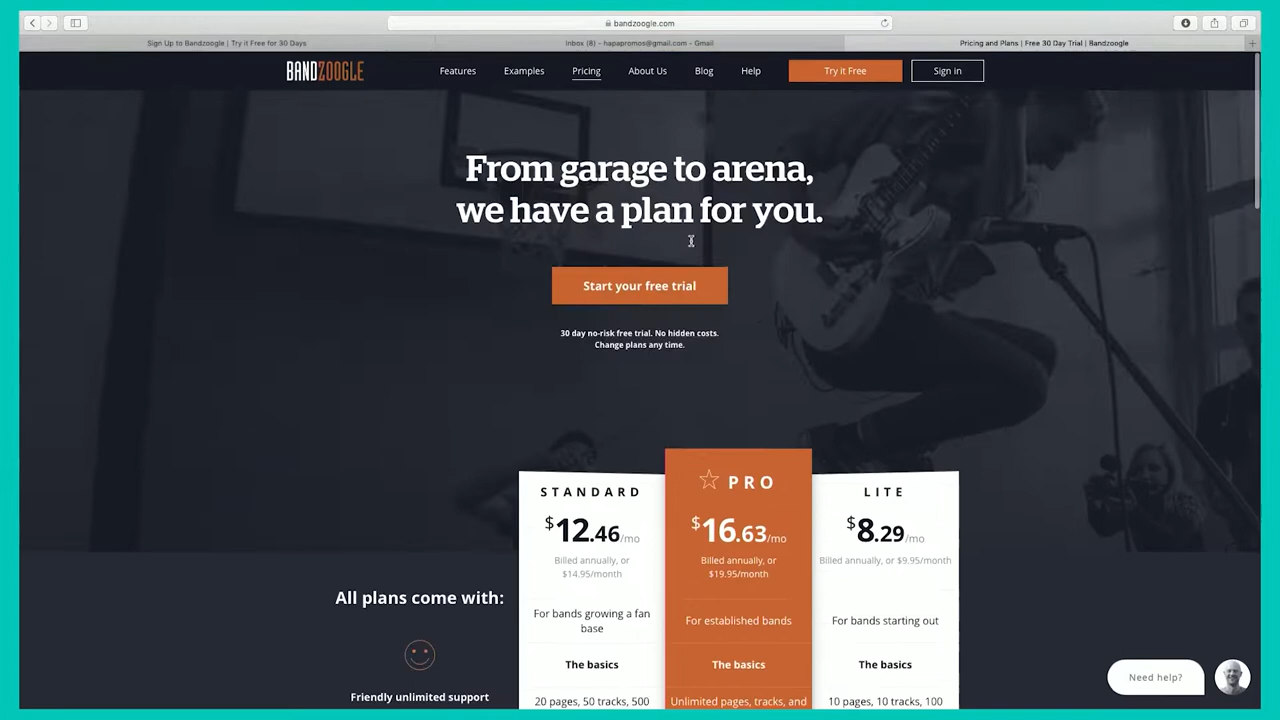 bandzoogle.com
Sign Up to Bandzoogle | Try it Free for 30 Days
Inbox (8) - hapapromos@gmail.com - Gmail
Pricing and Plans | Free 30 Day Trial | Bandzoogle
BANDZOOGLE
Features
Examples
Pricing
About Us
Blog
Help
Try it Free
Sign in
From garage to arena,
we have a plan for you.
Start your free trial
30 day no-risk free trial. No hidden costs.
Change plans any time.
All plans come with:
Friendly unlimited support
STANDARD
$12.46/mo
Billed annually, or
$14.95/month
For bands growing a fan
base
The basics
20 pages, 50 tracks, 500
PRO
$16.63/mo
Billed annually, or
$19.95/month
For established bands
The basics
Unlimited pages, tracks, and
LITE
$8.29/mo
Billed annually, or $9.95/month
For bands starting out
The basics
10 pages, 10 tracks, 100
Need help?